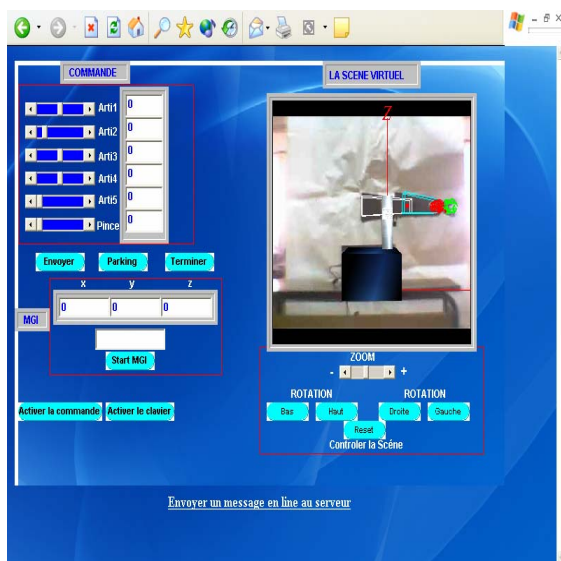 COMMANDE
Arti1 0
Arti2 0
Arti3 0
Arti4 0
Arti5 0
Pince 0
Envoyer Parking Terminer
x y z
MGI
0 0 0
Start MGI
Activer la commande Activer le clavier
LA SCENE VIRTUEL
Z
ZOOM
- +
ROTATION ROTATION
Bas Haut Droite Gauche
Reset
Controler la Scéne
Envoyer un message en line au serveur